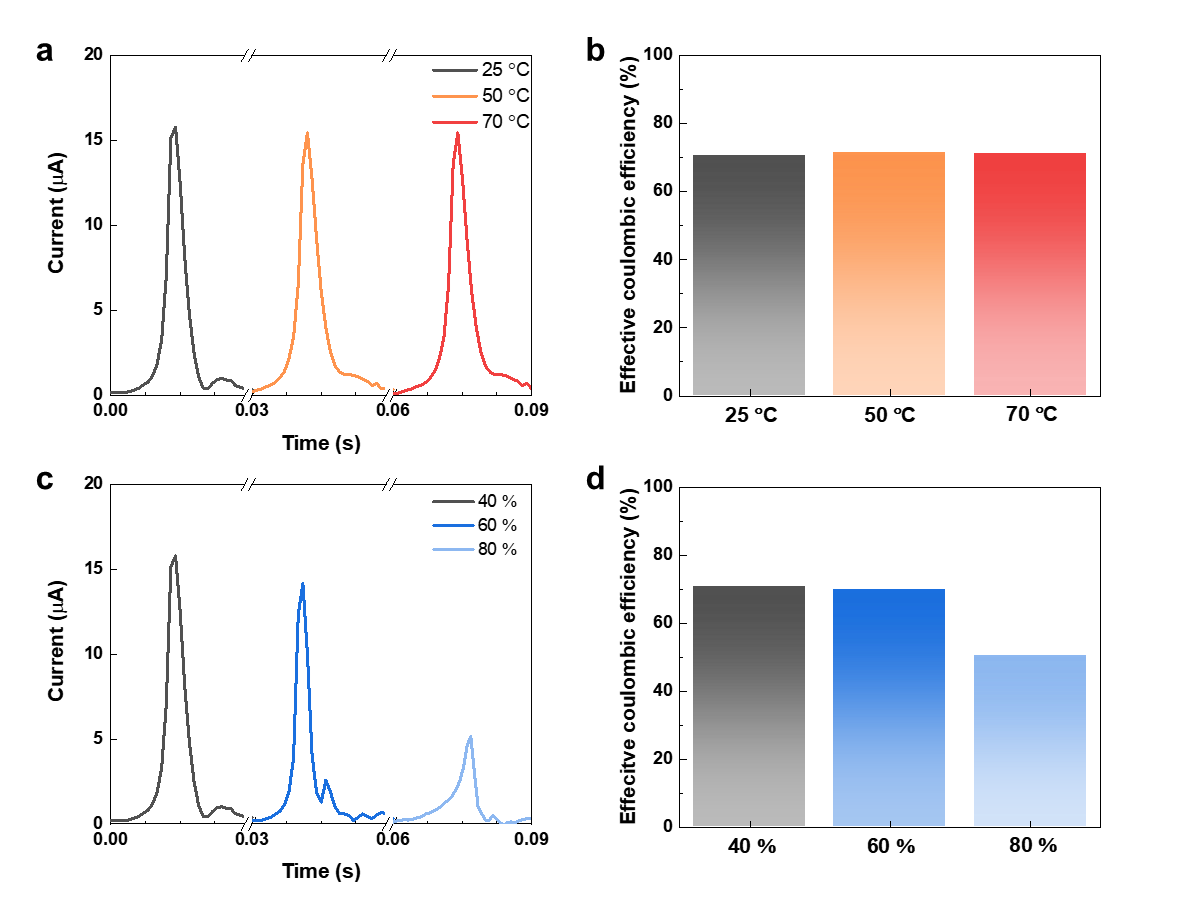 a
20
15
10
5
0
Current (μA)
25 °C
50 °C
70 °C
0.00
0.03
0.06
0.09
Time (s)
b
100
80
60
40
20
0
Effective coulombic efficiency (%)
25 °C
50 °C
70 °C
c
20
15
10
5
0
Current (μA)
40 %
60 %
80 %
0.00
0.03
0.06
0.09
Time (s)
d
100
80
60
40
20
0
Effecitve coulombic efficiency (%)
40 %
60 %
80 %